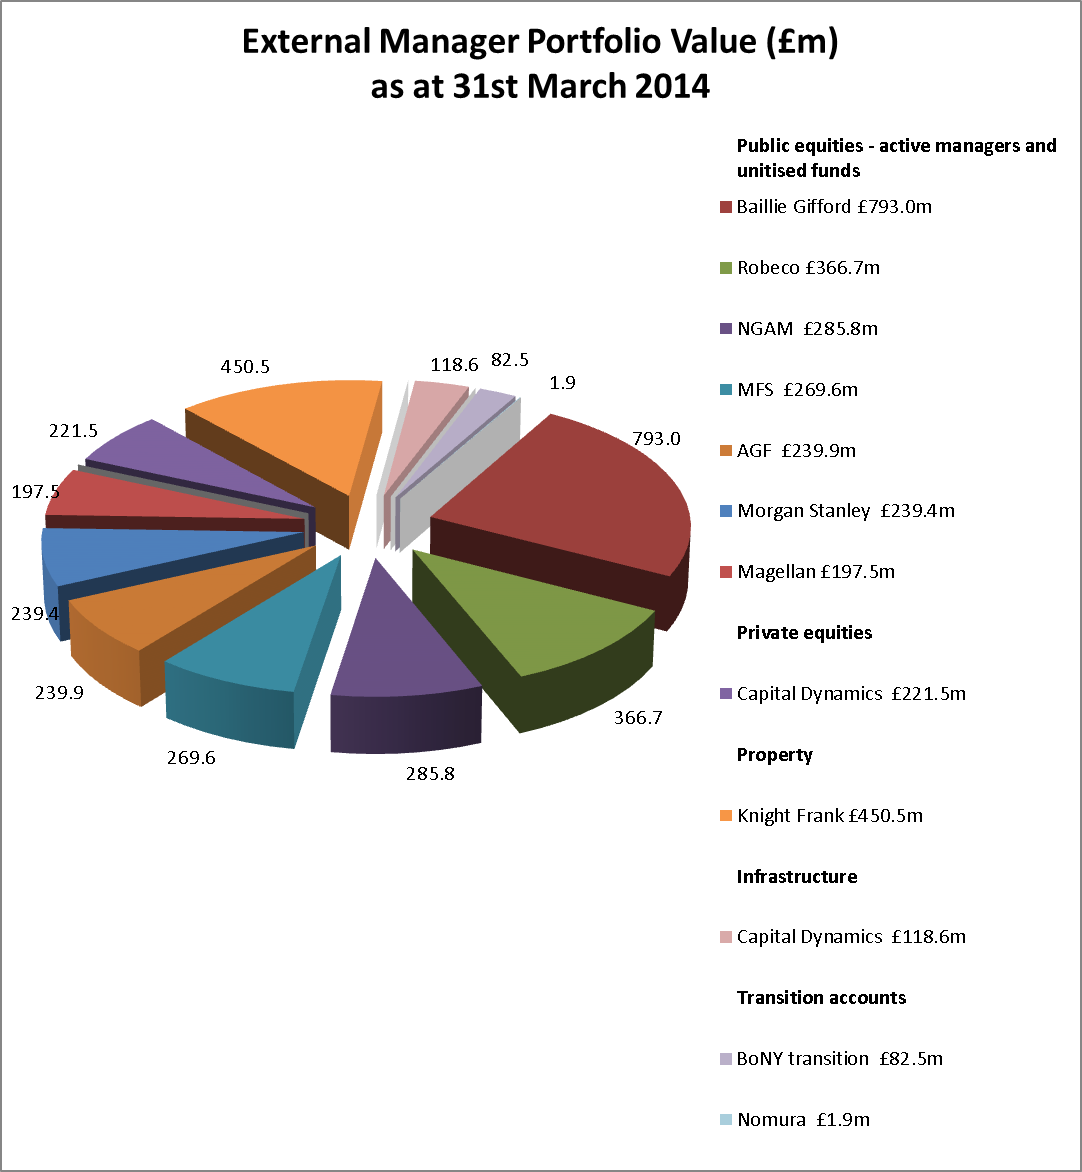 External Manager Portfolio Value (£m)
as at 31st March 2014
Public equities - active managers and
unitised funds
Baillie Gifford £793.0m
Robeco £366.7m
NGAM £285.8m
MFS £269.6m
AGF £239.9m
Morgan Stanley £239.4m
Magellan £197.5m
Private equities
Capital Dynamics £221.5m
Property
Knight Frank £450.5m
Infrastructure
Capital Dynamics £118.6m
Transition accounts
BoNY transition £82.5m
Nomura £1.9m
450.5
118.6
82.5
1.9
793.0
221.5
197.5
239.4
239.9
269.6
285.8
366.7